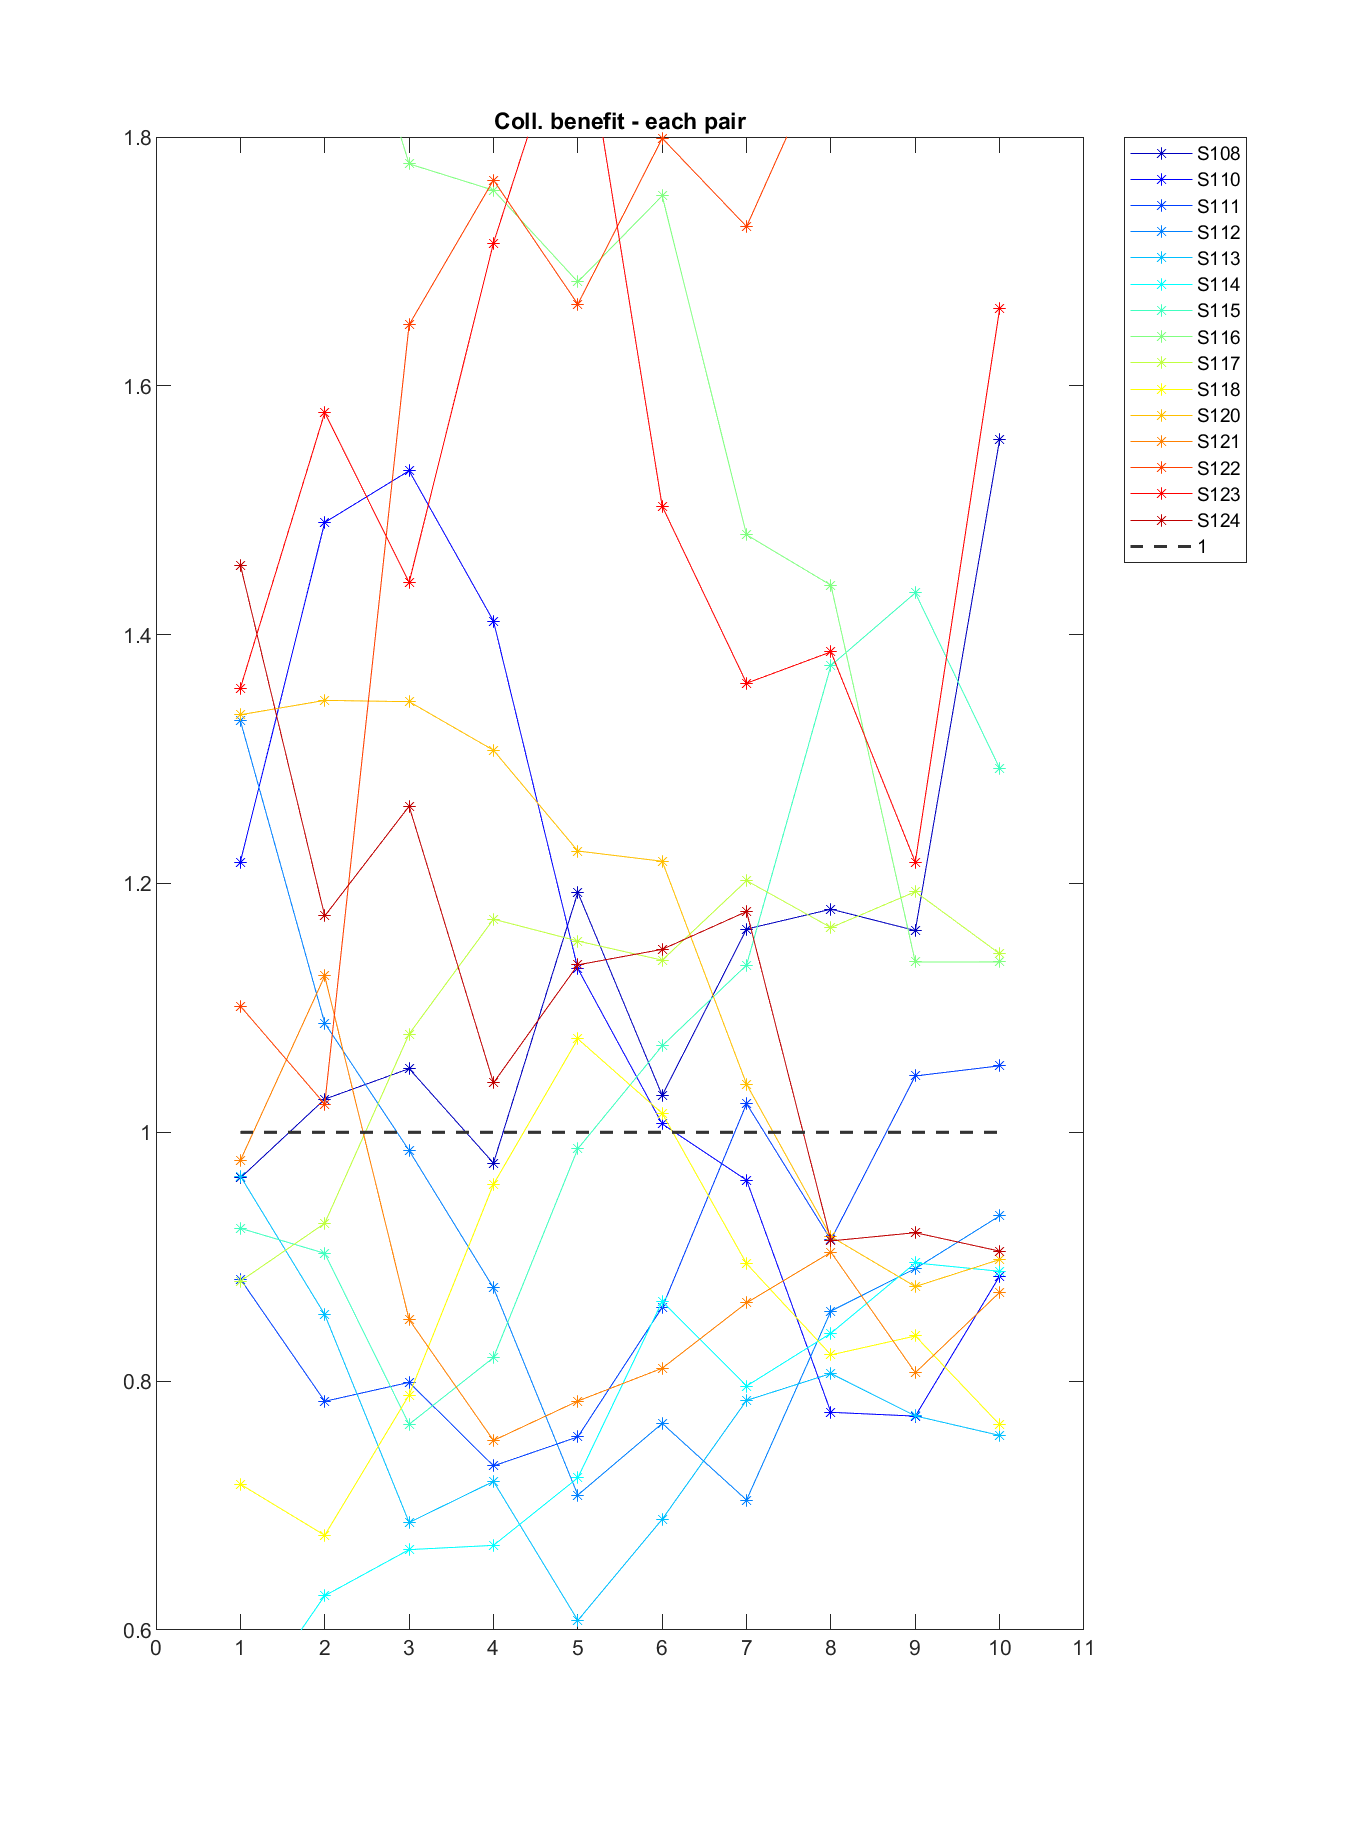 Coll. benefit - each pair
1.8
1.6
1.4
1.2
1
0.8
0.6
0 1 2 3 4 5 6 7 8 9 10 11
S108
S110
S111
S112
S113
S114
S115
S116
S117
S118
S120
S121
S122
S123
S124
1